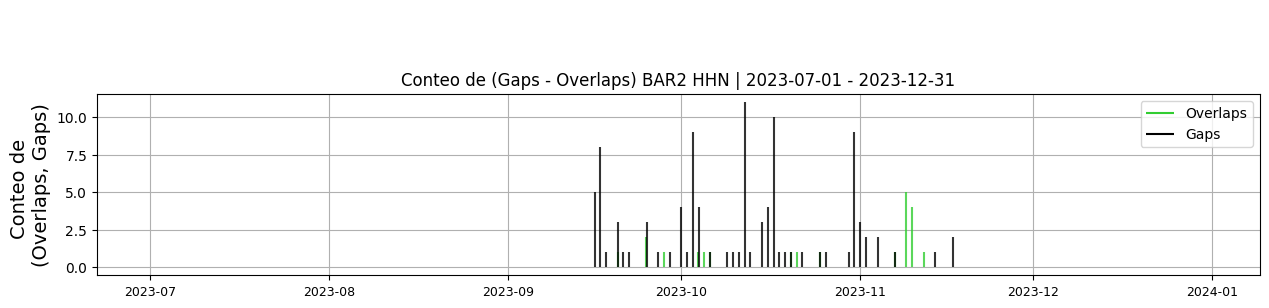 Conteo de (Gaps - Overlaps) BAR2 HHN | 2023-07-01 - 2023-12-31
Conteo de
(Overlaps, Gaps)
10.0
7.5
5.0
2.5
0.0
Overlaps
Gaps
2023-07
2023-08
2023-09
2023-10
2023-11
2023-12
2024-01